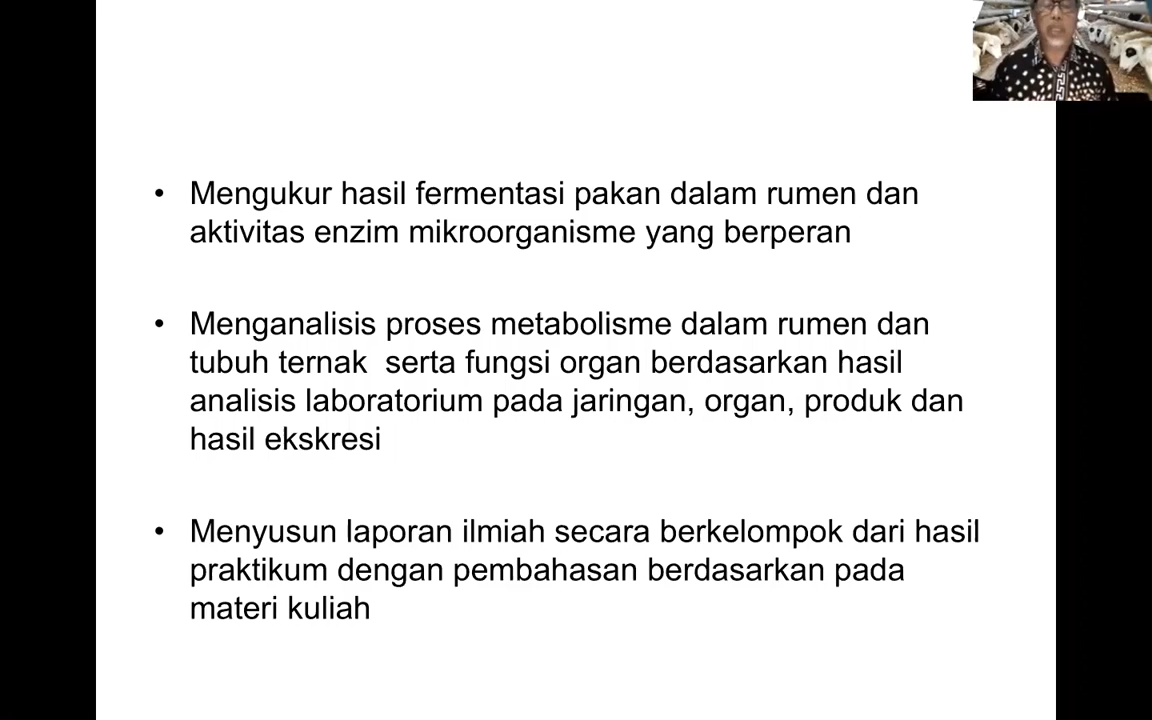 • Mengukur hasil fermentasi pakan dalam rumen dan
aktivitas enzim mikroorganisme yang berperan
• Menganalisis proses metabolisme dalam rumen dan
tubuh ternak  serta fungsi organ berdasarkan hasil
analisis laboratorium pada jaringan, organ, produk dan
hasil ekskresi
• Menyusun laporan ilmiah secara berkelompok dari hasil
praktikum dengan pembahasan berdasarkan pada
materi kuliah